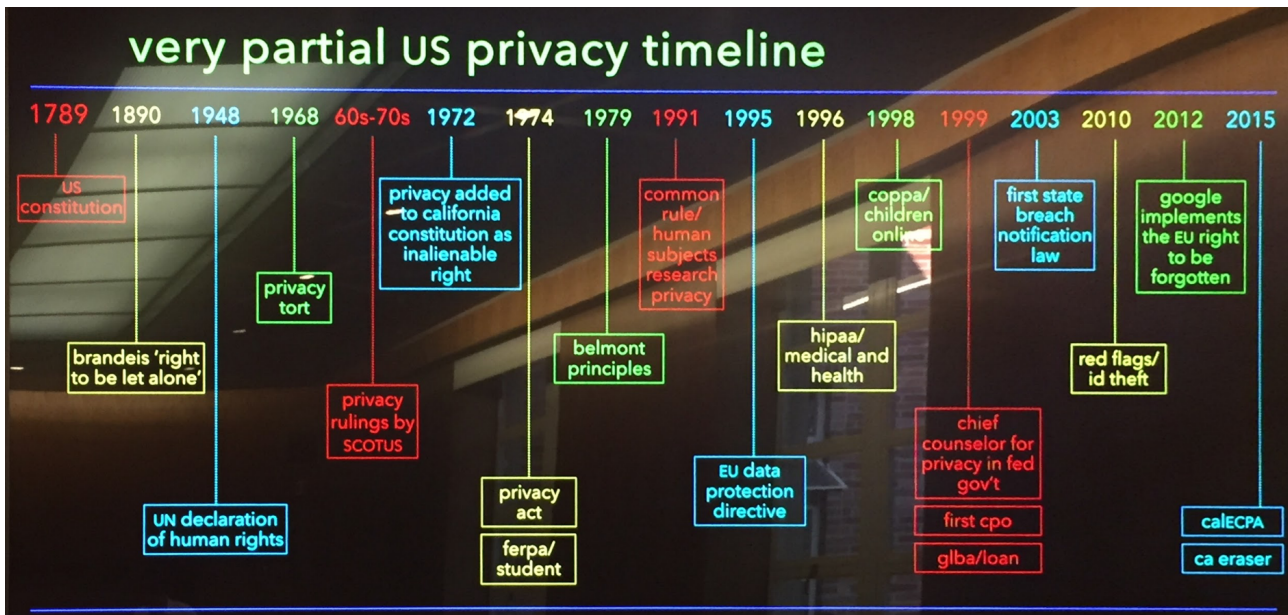 very partial US privacy timeline
1789 1890 1948 1968 60s-70s 1972 1974 1979 1991 1995 1996 1998 1999 2003 2010 2012 2015
US
constitution
brandeis 'right
to be let alone'
UN declaration
of human rights
privacy
tort
privacy
rulings by
SCOTUS
privacy added
to california
constitution as
inalienable
right
privacy
act
ferpa/
student
belmont
principles
common
rule/
human
subjects
research
privacy
EU data
protection
directive
hipaa/
medical and
health
coppa/
children
online
chief
counselor for
privacy in fed
gov't
first cpo
glba/loan
first state
breach
notification
law
red flags/
id theft
google
implements
the EU right
to be
forgotten
calECPA
ca eraser